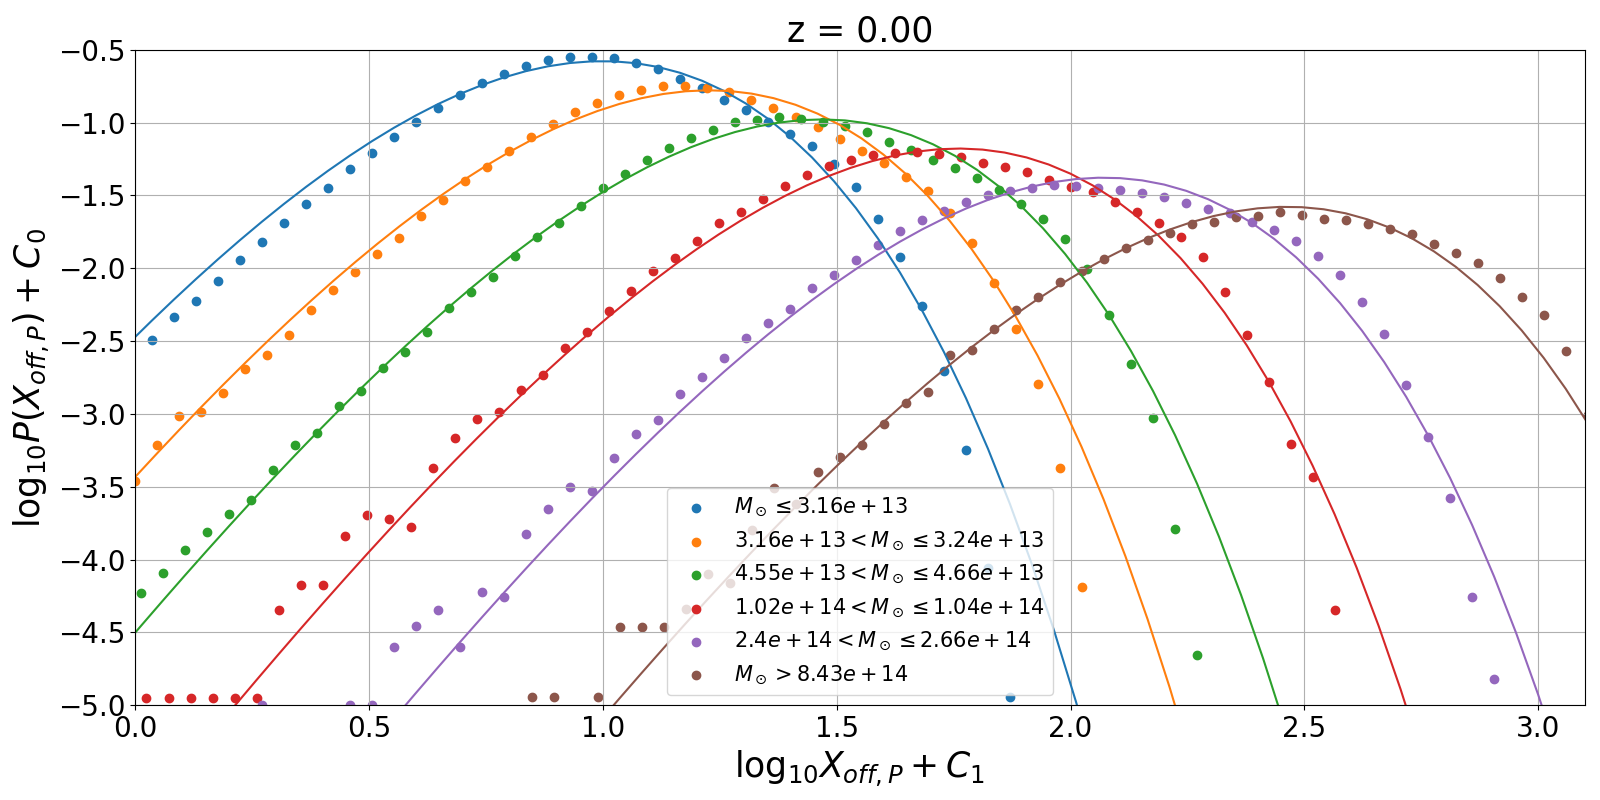 z = 0.00
log₁₀P(X_off,P) + C₀
−0.5
−1.0
−1.5
−2.0
−2.5
−3.0
−3.5
−4.0
−4.5
−5.0
M⊙ ≤ 3.16e + 13
3.16e + 13 < M⊙ ≤ 3.24e + 13
4.55e + 13 < M⊙ ≤ 4.66e + 13
1.02e + 14 < M⊙ ≤ 1.04e + 14
2.4e + 14 < M⊙ ≤ 2.66e + 14
M⊙ > 8.43e + 14
0.0 0.5 1.0 1.5 2.0 2.5 3.0
log₁₀X_off,P + C₁